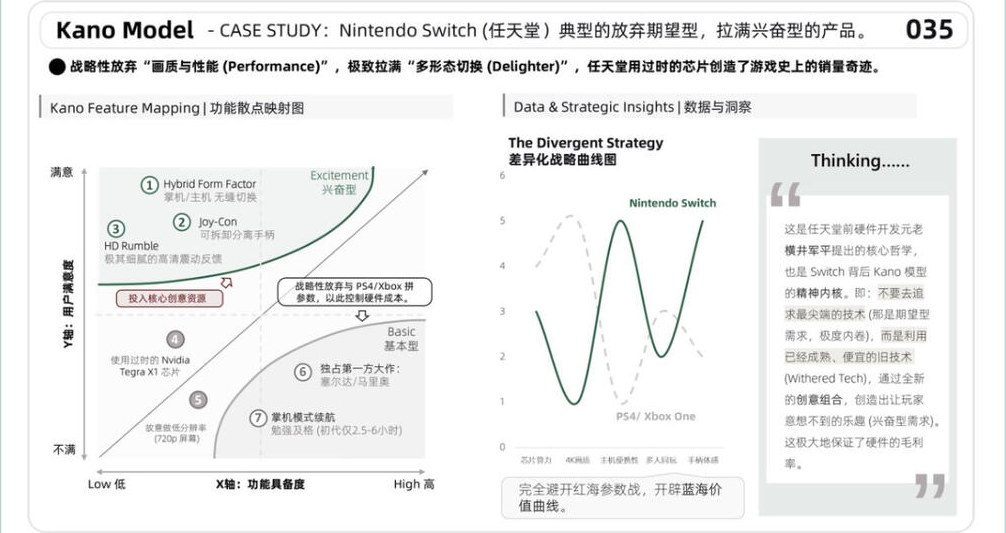 Kano Model - CASE STUDY：Nintendo Switch (任天堂 ）典型的放弃期望型，拉满兴奋型的产品。 035
战略性放弃“画质与性能 (Performance)”，极致拉满“多形态切换 (Delighter)”，任天堂用过时的芯片创造了游戏史上的销量奇迹。
Kano Feature Mapping | 功能散点映射图
满意
Y轴：用户满意度
不满
① Hybrid Form Factor
掌机/主机 无缝切换
② Joy-Con
可拆卸分离手柄
③
HD Rumble
极其细腻的高清震动反馈
Excitement
兴奋型
投入核心创意资源
战略性放弃与 PS4/Xbox 拼
参数，以此控制硬件成本。
④
使用过时的 Nvidia
Tegra X1 芯片
⑤
故意做低分辨率
(720p 屏幕)
Basic
基本型
⑥ 独占第一方大作：
塞尔达/马里奥
⑦ 掌机模式续航
勉强及格 (初代仅2.5-6小时)
Low 低
X轴：功能具备度
High 高
Data & Strategic Insights | 数据与洞察
The Divergent Strategy
差异化战略曲线图
6
5
4
3
2
1
0
Nintendo Switch
PS4/ Xbox One
芯片算力 4K画质 主机便携性 多人同玩 手柄体感
完全避开红海参数战，开辟蓝海价
值曲线。
Thinking......
“
这是任天堂前硬件开发元老
横井军平提出的核心哲学，
也是 Switch 背后 Kano 模型
的精神内核。即：不要去追
求最尖端的技术 (那是期望型
需求，极度内卷)，而是利用
已经成熟、便宜的旧技术
(Withered Tech)，通过全新
的创意组合，创造出让玩家
意想不到的乐趣 (兴奋型需求)。
这极大地保证了硬件的毛利
率。
”